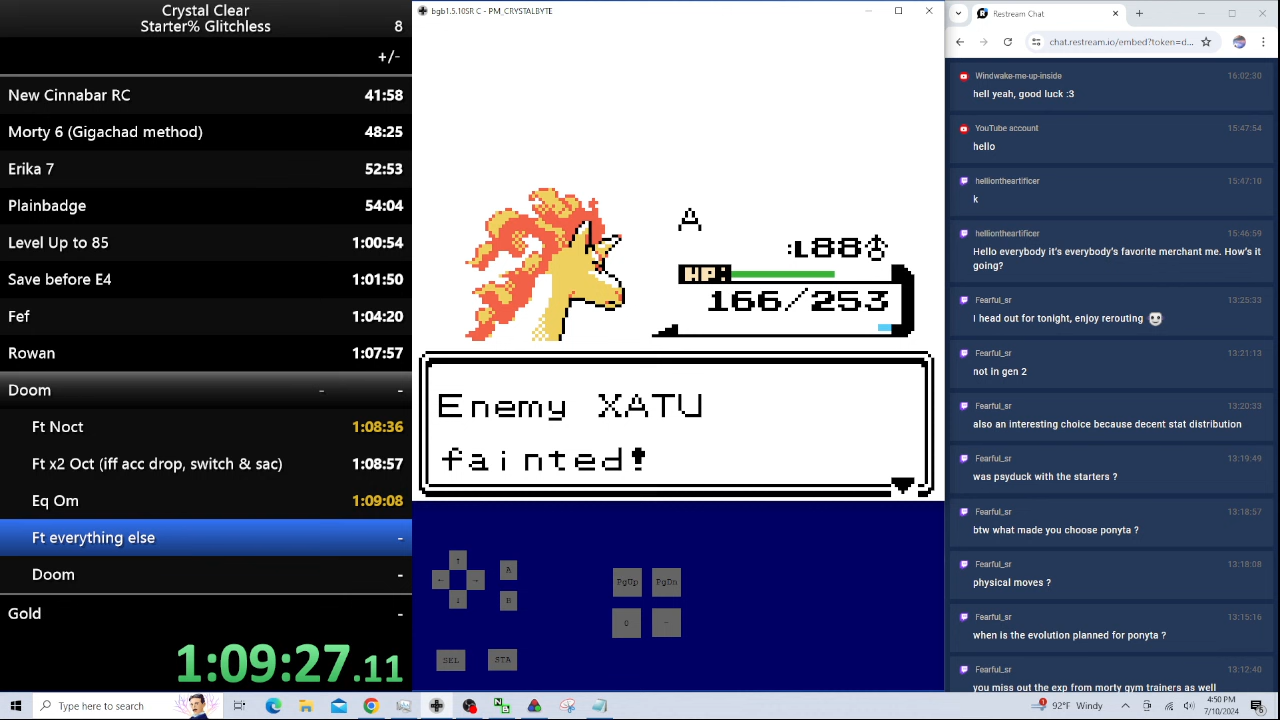 Crystal Clear
Starter% Glitchless
8
+/-
New Cinnabar RC 41:58
Morty 6 (Gigachad method) 48:25
Erika 7 52:53
Plainbadge 54:04
Level Up to 85 1:00:54
Save before E4 1:01:50
Fef 1:04:20
Rowan 1:07:57
Doom - -
Ft Noct 1:08:36
Ft x2 Oct (iff acc drop, switch & sac) 1:08:57
Eq Om 1:09:08
Ft everything else -
Doom -
Gold -
1:09:27.11
bgb1.5.10SR C - PM_CRYSTALBYTE
A
:L88♂
HP:
166/253
Enemy XATU
fainted!
↑
← → A
↓ B
SEL STA
PgUp PgDn
0 -
Restream Chat
chat.restream.io/embed?token=d...
Windwake-me-up-inside 16:02:30
hell yeah, good luck :3
YouTube account 15:47:54
hello
helliontheartificer 15:47:10
k
helliontheartificer 15:46:59
Hello everybody it's everybody's favorite merchant me. How's it
going?
Fearful_sr 13:25:33
I head out for tonight, enjoy rerouting
Fearful_sr 13:21:13
not in gen 2
Fearful_sr 13:20:33
also an interesting choice because decent stat distribution
Fearful_sr 13:19:49
was psyduck with the starters ?
Fearful_sr 13:18:57
btw what made you choose ponyta ?
Fearful_sr 13:18:08
physical moves ?
Fearful_sr 13:15:16
when is the evolution planned for ponyta ?
Fearful_sr 13:12:40
you miss out the exp from morty gym trainers as well
Type here to search
1
92°F Windy
4:50 PM
7/10/2024